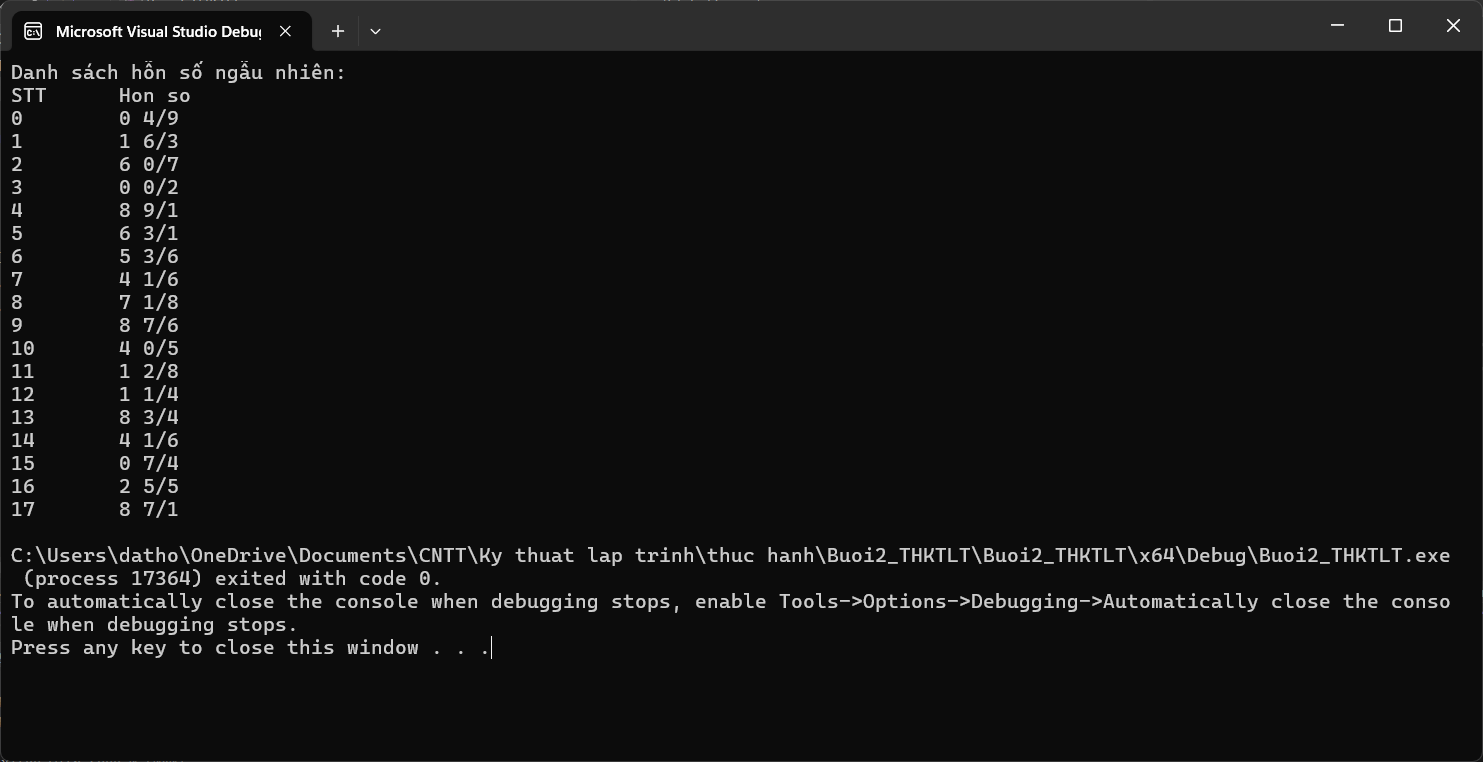 Microsoft Visual Studio Debug
Danh sách hỗn số ngẫu nhiên:
STT Hon so
0 0 4/9
1 1 6/3
2 6 0/7
3 0 0/2
4 8 9/1
5 6 3/1
6 5 3/6
7 4 1/6
8 7 1/8
9 8 7/6
10 4 0/5
11 1 2/8
12 1 1/4
13 8 3/4
14 4 1/6
15 0 7/4
16 2 5/5
17 8 7/1
C:\Users\datho\OneDrive\Documents\CNTT\Ky thuat lap trinh\thuc hanh\Buoi2_THKTLT\Buoi2_THKTLT\x64\Debug\Buoi2_THKTLT.exe
(process 17364) exited with code 0.
To automatically close the console when debugging stops, enable Tools->Options->Debugging->Automatically close the conso
le when debugging stops.
Press any key to close this window . . .